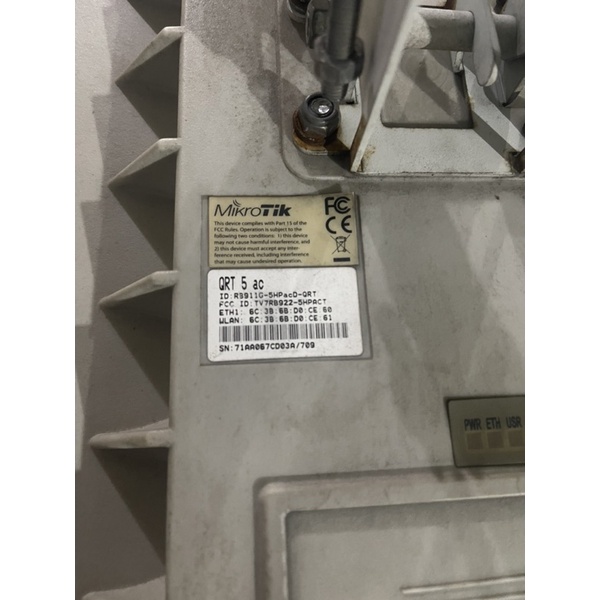 MikroTik
FC CE
This device complies with Part 15 of the
FCC Rules. Operation is subject to the
following two conditions: 1) this device
may not cause harmful interference, and
2) this device must accept any inter-
ference received, including interference
that may cause undesired operation.
QRT 5 ac
ID:RB911G-5HPacD-QRT
FCC ID:TV7RB922-5HPACT
ETH1: 6C:3B:6B:D0:CE:60
WLAN: 6C:3B:6B:D0:CE:61
SN:71AA067CD03A/709
PWR ETH USR